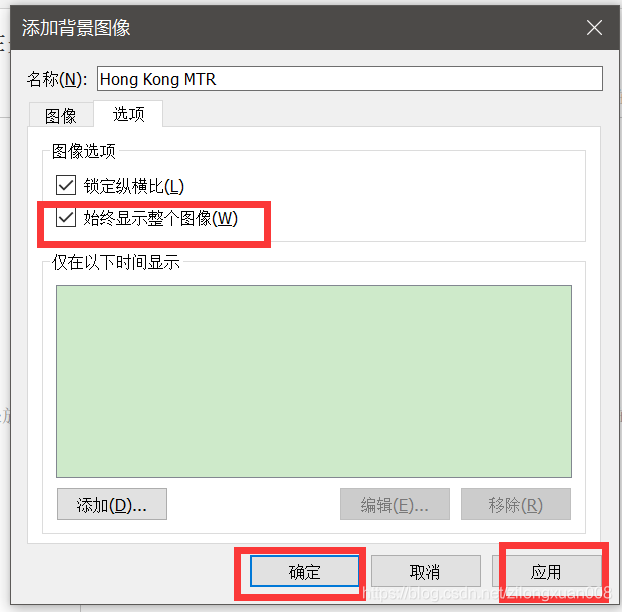 添加背景图像
名称(N): Hong Kong MTR
图像 选项
图像选项
锁定纵横比(L)
始终显示整个图像(W)
仅在以下时间显示
添加(D)... 编辑(E)... 移除(R)
确定 取消 应用
https://blog.csdn.net/zilongxuan008